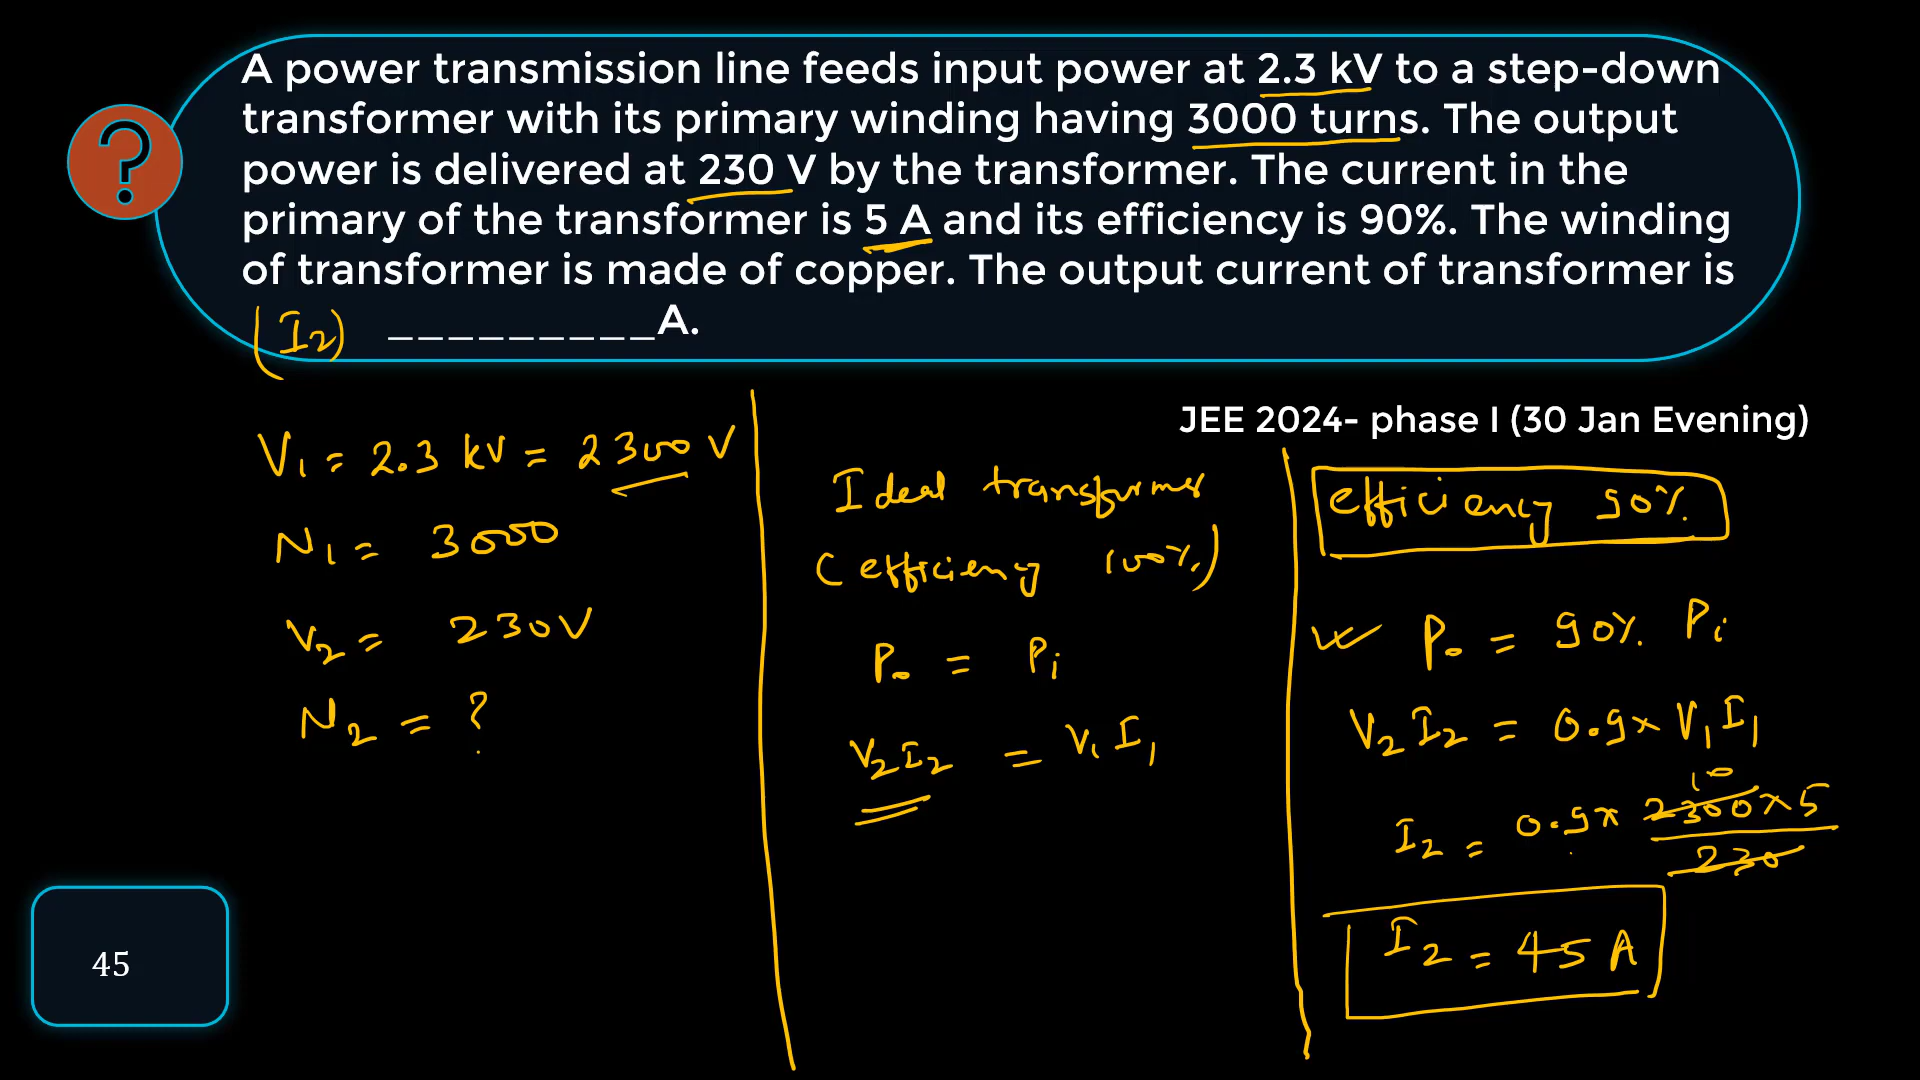 A power transmission line feeds input power at 2.3 kV to a step-down
transformer with its primary winding having 3000 turns. The output
power is delivered at 230 V by the transformer. The current in the
primary of the transformer is 5 A and its efficiency is 90%. The winding
of transformer is made of copper. The output current of transformer is
(I₂) _________A.
JEE 2024- phase I (30 Jan Evening)
V₁ = 2.3 kV = 2300 V
N₁ = 3000
V₂ = 230V
N₂ = ?
Ideal transformer
(efficieny 100%)
P₀ = Pᵢ
V₂I₂ = V₁I₁
efficiency 90%
P₀ = 90% Pᵢ
V₂I₂ = 0.9× V₁I₁
10
I₂ = 0.9× 2300×5
230
I₂ = 45 A
45